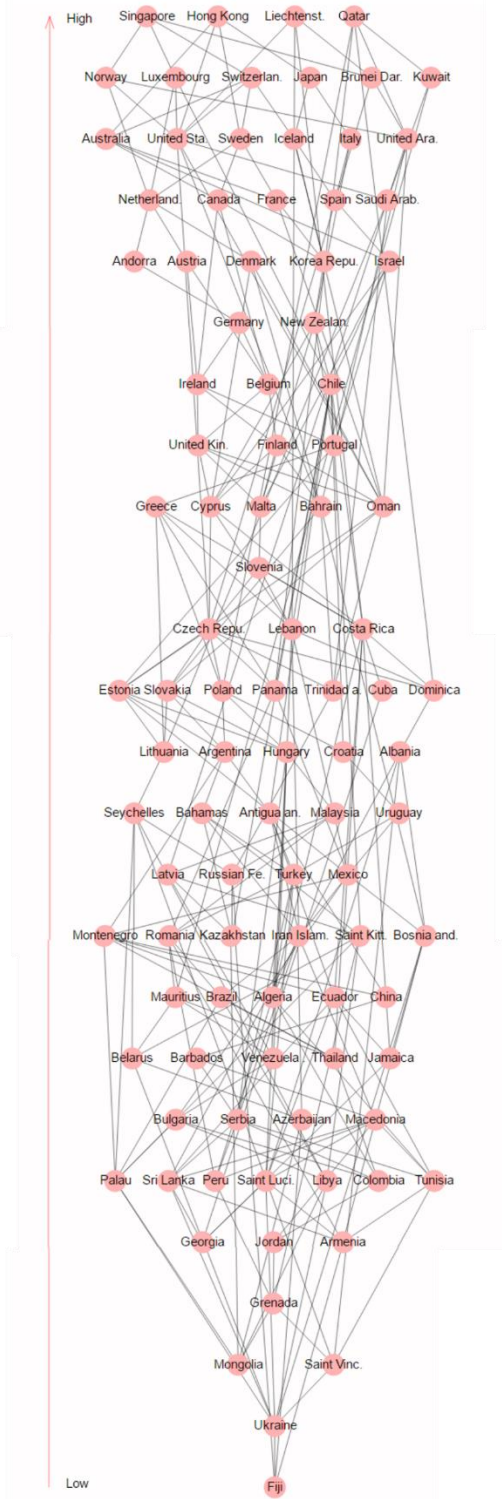 High
Singapore Hong Kong Liechtenst. Qatar
Norway Luxembourg Switzerlan. Japan Brunei Dar. Kuwait
Australia United Sta. Sweden Iceland Italy United Ara.
Netherland. Canada France Spain Saudi Arab.
Andorra Austria Denmark Korea Repu. Israel
Germany New Zealan.
Ireland Belgium Chile
United Kin. Finland Portugal
Greece Cyprus Malta Bahrain Oman
Slovenia
Czech Repu. Lebanon Costa Rica
Estonia Slovakia Poland Panama Trinidad a. Cuba Dominica
Lithuania Argentina Hungary Croatia Albania
Seychelles Bahamas Antigua an. Malaysia Uruguay
Latvia Russian Fe. Turkey Mexico
Montenegro Romania Kazakhstan Iran Islam. Saint Kitt. Bosnia and.
Mauritius Brazil Algeria Ecuador China
Belarus Barbados Venezuela . Thailand Jamaica
Bulgaria Serbia Azerbaijan Macedonia
Palau Sri Lanka Peru Saint Luci. Libya Colombia Tunisia
Georgia Jordan Armenia
Grenada
Mongolia Saint Vinc.
Ukraine
Low
Fiji